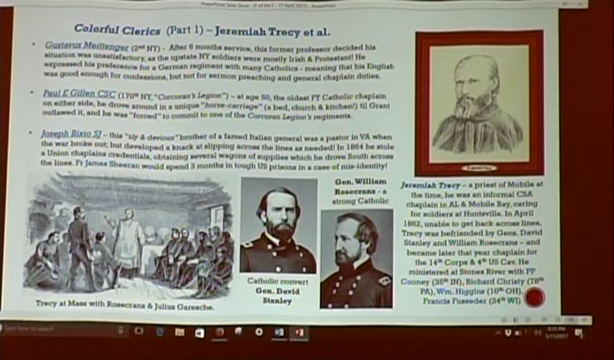 Colorful Clerics (Part 1) – Jeremiah Trecy et al.
Gustavus Meittenger (2nd NY) - After 6 months service, this former professor decided his
situation was unsatisfactory, as the upstate NY soldiers were mostly Irish & Protestant! He
expressed his preference for a German regiment with many Catholics - meaning that his English
was good enough for confessions, but not for sermon preaching and general chaplain duties.
Paul E Gillen CSC (170th NY, "Corcoran's Legion") – at age 50, the oldest FT Catholic chaplain
on either side, he drove around in a unique "horse-carriage" (a bed, church & kitchen!) til Grant
outlawed it, and he was "forced" to commit to one of the Corcoran Legion's regiments.
Joseph Bixio SJ – this "sly & devious" brother of a famed Italian general was a pastor in VA when
the war broke out; but developed a knack at slipping across the lines as needed! In 1864 he stole
a Union chaplains credentials, obtaining several wagons of supplies which he drove South across
the lines. Fr James Sheeran would spend 3 months in tough US prisons in a case of mis-identity!
Trecy at Mass with Rosecrans & Julius Garesche.
Catholic convert
Gen. David
Stanley
Gen. William
Rosecrans - a
strong Catholic
Jeremiah Trecy – a priest of Mobile at
the time, he was an informal CSA
chaplain in AL & Mobile Bay, caring
for soldiers at Huntsville. In April
1862, unable to get back across lines,
Trecy was befriended by Gens. David
Stanley and William Rosecrans – and
became later that year chaplain for
the 14th Corps & 4th US Cav. He
ministered at Stones River with PP
Cooney (35th IN), Richard Christy (78th
PA), Wm. Higgins (10th OH),
Francis Fusseder (24th WI)